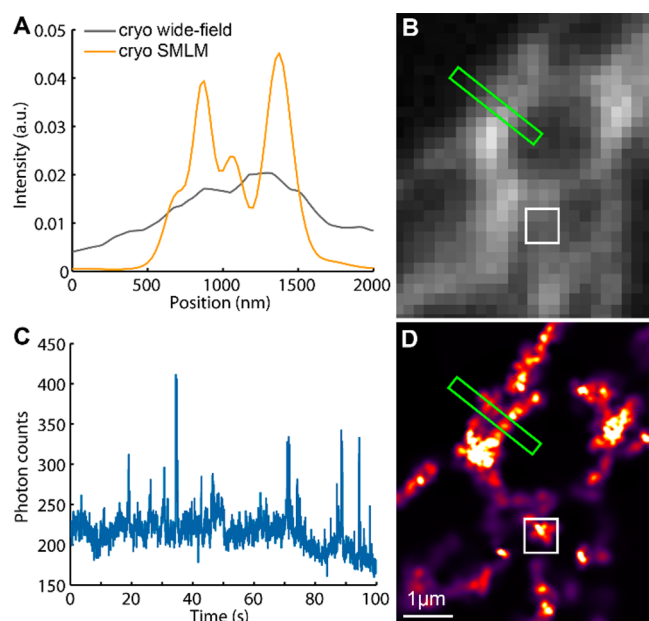 A
cryo wide-field
cryo SMLM
0.05
0.04
0.03
0.02
0.01
0
Intensity (a.u.)
0 500 1000 1500 2000
Position (nm)
B
C
450
400
350
300
250
200
150
Photon counts
0 20 40 60 80 100
Time (s)
D
1µm